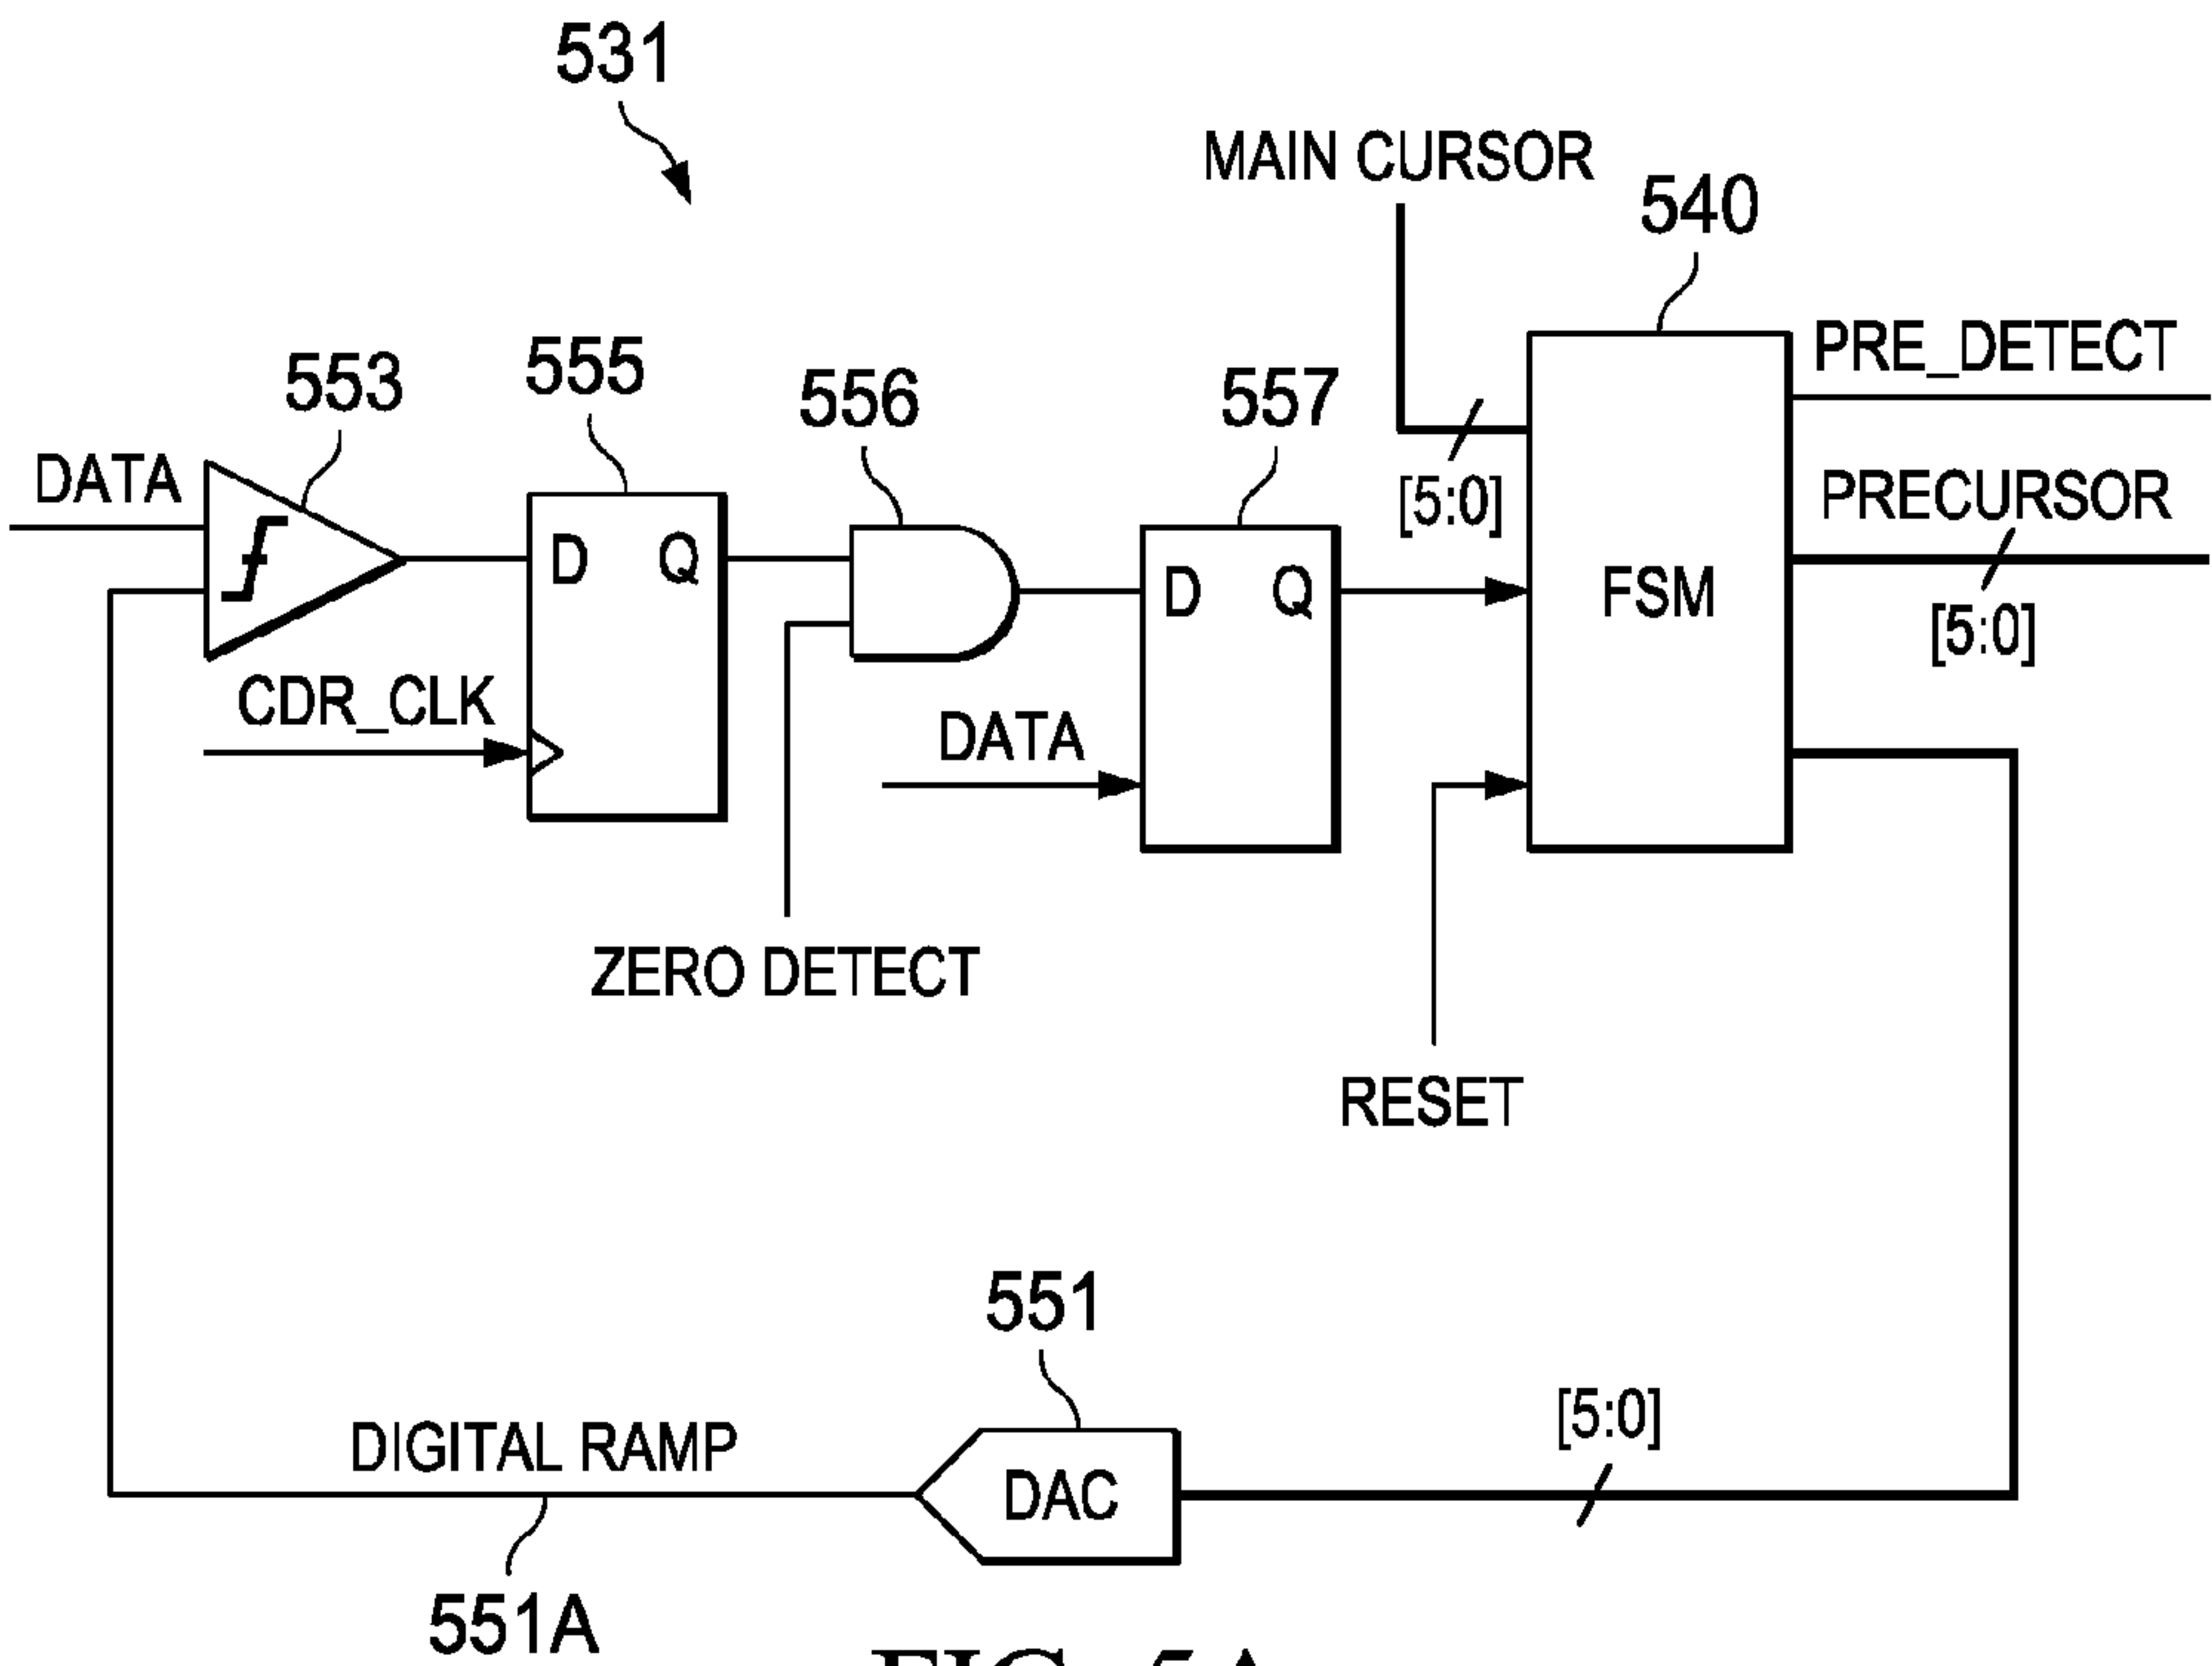 531
MAIN CURSOR
540
PRE_DETECT
553
555
556
557
DATA
[5:0]
PRECURSOR
D Q
D Q
FSM
[5:0]
CDR_CLK
DATA
ZERO DETECT
RESET
551
[5:0]
DIGITAL RAMP
DAC
551A